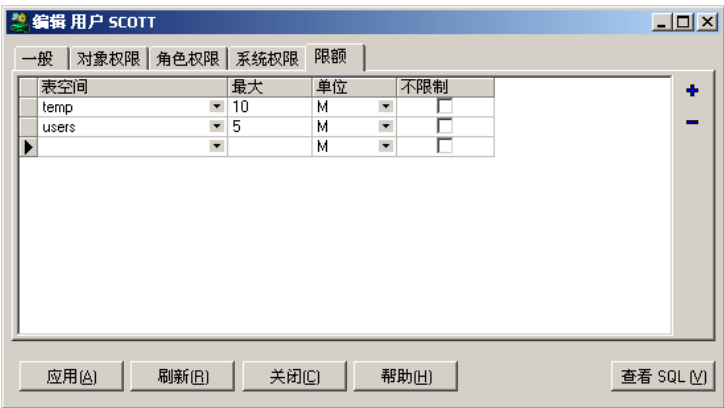 编辑 用户 SCOTT
一般 对象权限 角色权限 系统权限 限额
表空间 最大 单位 不限制
temp 10 M
users 5 M
M
应用(A) 刷新(R) 关闭(C) 帮助(H) 查看 SQL (V)